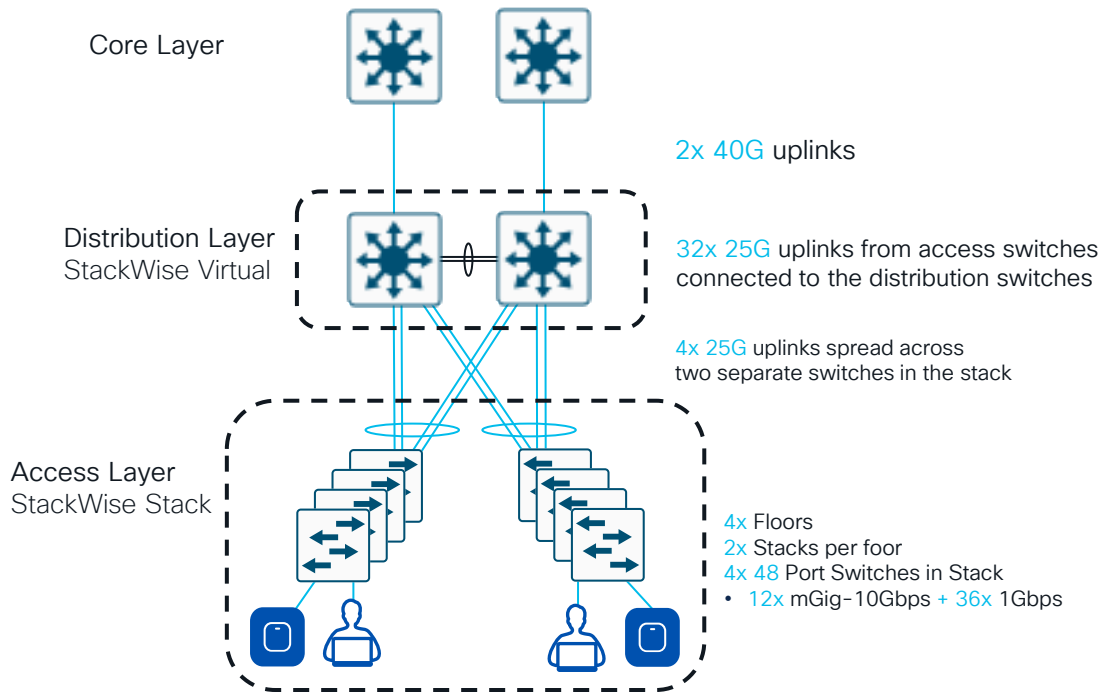 Core Layer
2x 40G uplinks
Distribution Layer
StackWise Virtual
32x 25G uplinks from access switches
connected to the distribution switches
4x 25G uplinks spread across
two separate switches in the stack
Access Layer
StackWise Stack
4x Floors
2x Stacks per foor
4x 48 Port Switches in Stack
• 12x mGig-10Gbps + 36x 1Gbps